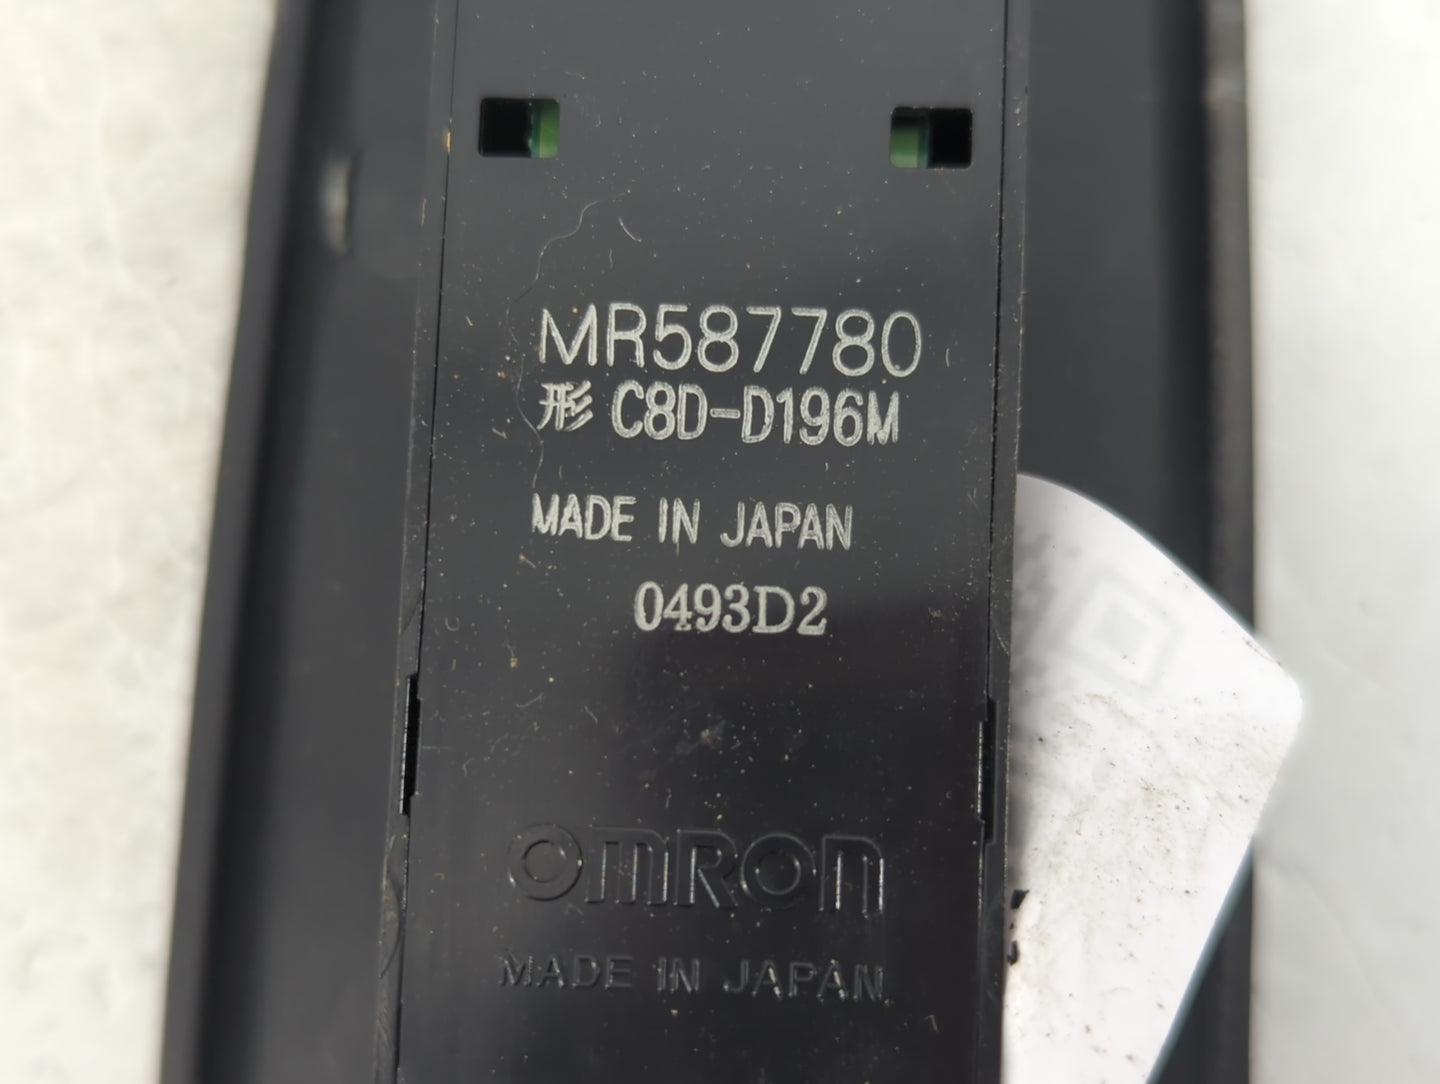 MR587780
形 C8D-D196M
MADE IN JAPAN
0493D2
OMRON
MADE IN JAPAN